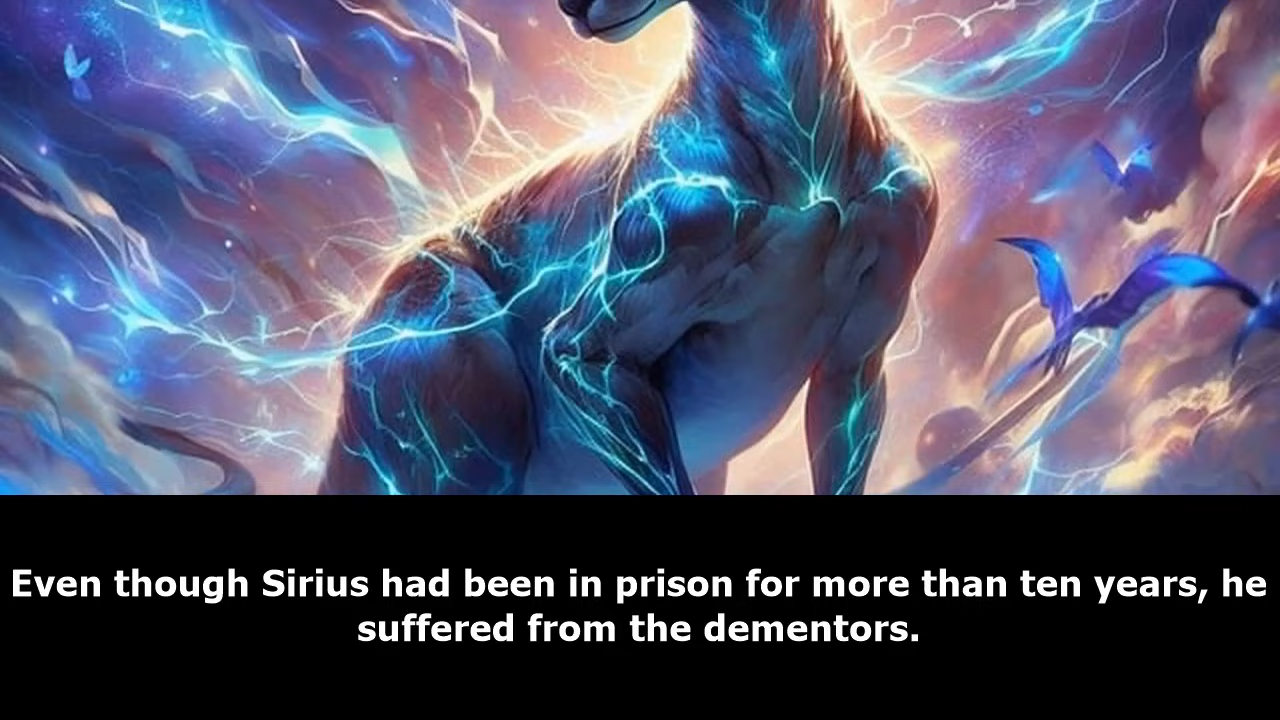 Even though Sirius had been in prison for more than ten years, he
suffered from the dementors.